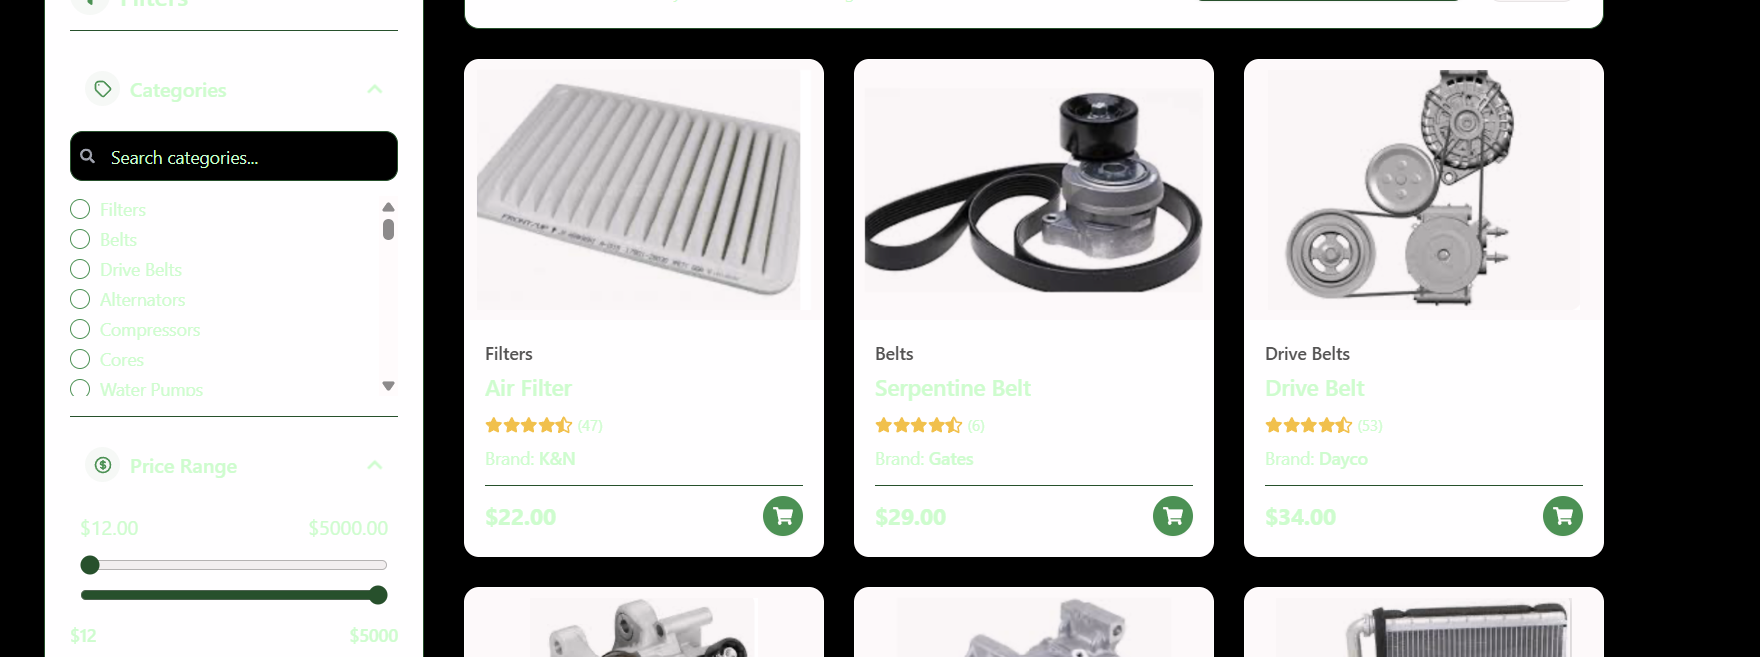 Filters
Categories
Search categories...
Filters
Belts
Drive Belts
Alternators
Compressors
Cores
Water Pumps
Price Range
$12.00 $5000.00
$12 $5000
Filters
Air Filter
(47)
Brand: K&N
$22.00
Belts
Serpentine Belt
(6)
Brand: Gates
$29.00
Drive Belts
Drive Belt
(53)
Brand: Dayco
$34.00